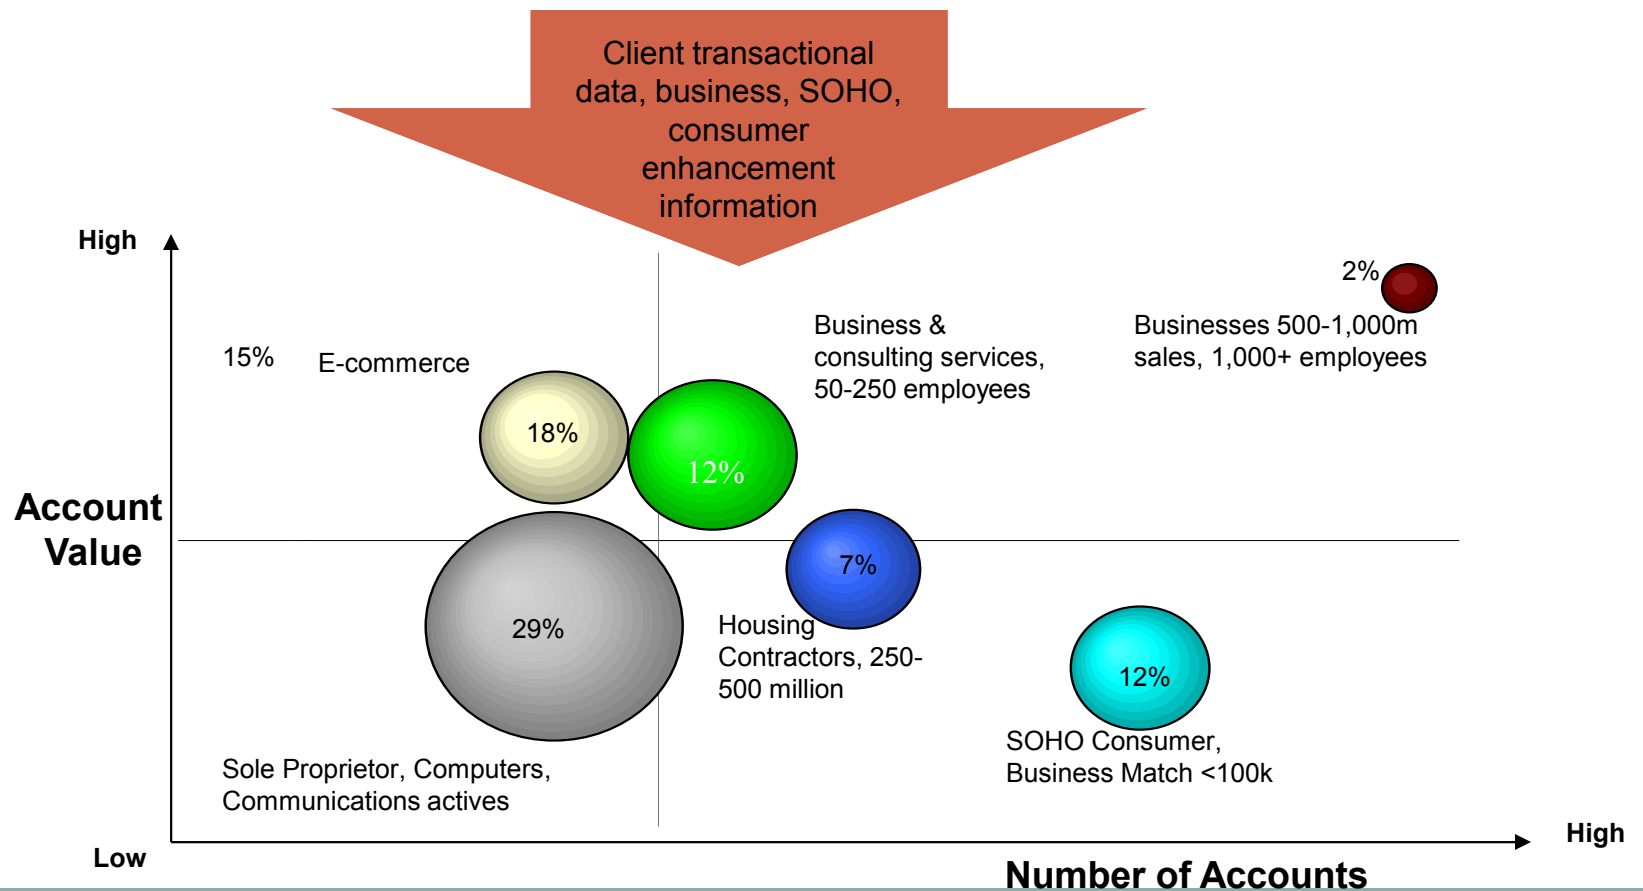 Client transactional
data, business, SOHO,
consumer
enhancement
information
High
2%
Business &
consulting services,
50-250 employees
Businesses 500-1,000m
sales, 1,000+ employees
15%
E-commerce
18%
12%
Account
Value
7%
29%
Housing
Contractors, 250-
500 million
12%
SOHO Consumer,
Business Match <100k
Sole Proprietor, Computers,
Communications actives
Low
High
Number of Accounts